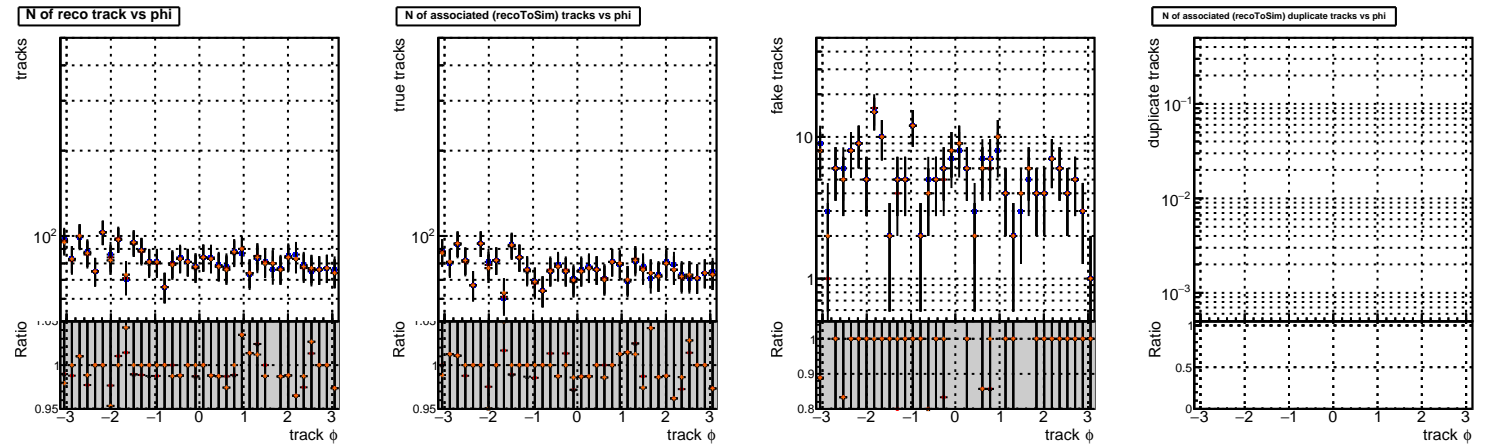 N of reco track vs phi
tracks
10²
Ratio
1.05
1
0.95
−3 −2 −1 0 1 2 3
track ϕ
N of associated (recoToSim) tracks vs phi
true tracks
10²
Ratio
1.05
1
0.95
−3 −2 −1 0 1 2 3
track ϕ
fake tracks
10
1
Ratio
1
0.9
0.8
−3 −2 −1 0 1 2 3
track ϕ
N of associated (recoToSim) duplicate tracks vs phi
duplicate tracks
10⁻¹
10⁻²
10⁻³
Ratio
1
0.5
0
−3 −2 −1 0 1 2 3
track ϕ